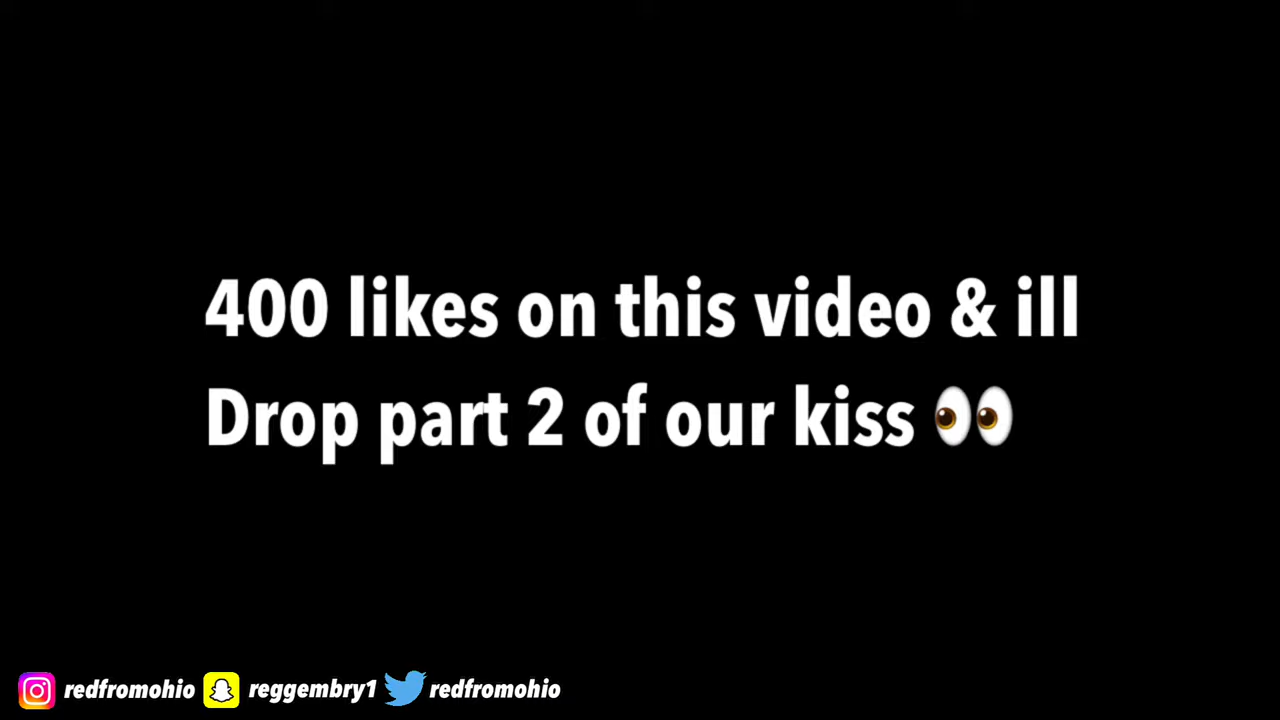 400 likes on this video & ill
Drop part 2 of our kiss 👀
redfromohio reggembry1 redfromohio